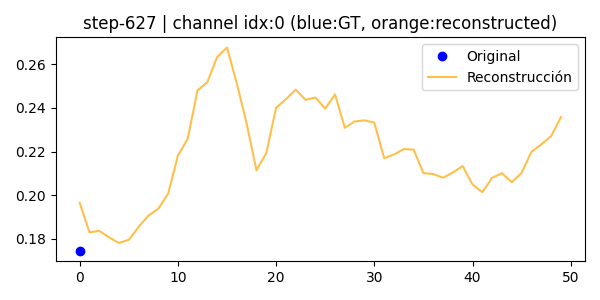 step-627 | channel idx:0 (blue:GT, orange:reconstructed)
Original
Reconstrucción
0.26
0.24
0.22
0.20
0.18
0 10 20 30 40 50